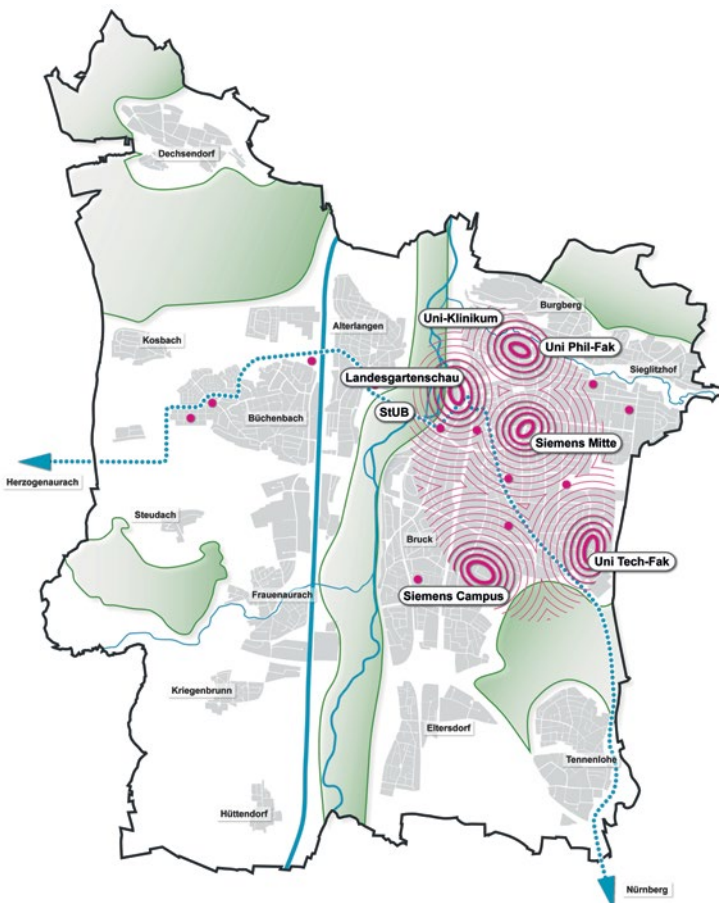 Dechsendorf
Burgberg
Uni-Klinikum
Alterlangen
Kosbach
Uni Phil-Fak
Sieglitzhof
Landesgartenschau
StUB
Büchenbach
Siemens Mitte
Herzogenaurach
Steudach
Bruck
Uni Tech-Fak
Frauenaurach
Siemens Campus
Kriegenbrunn
Eltersdorf
Tennenlohe
Hüttendorf
Nürnberg